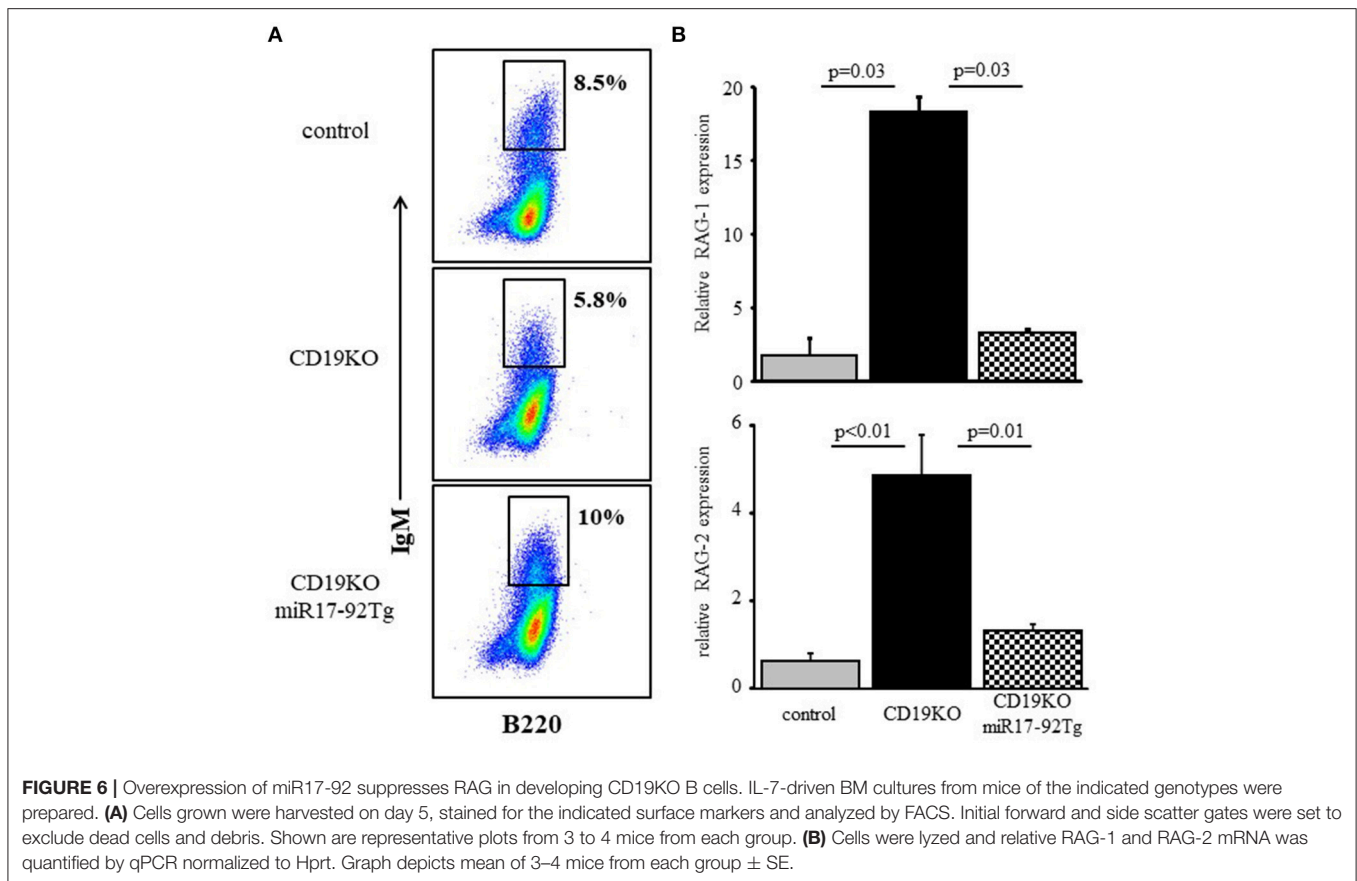 A
control
8.5%
CD19KO
5.8%
CD19KO
miR17-92Tg
10%
IgM
B220
B
p=0.03
p=0.03
Relative RAG-1 expression
20
15
10
5
0
p<0.01
p=0.01
relative RAG-2 expression
6
4
2
0
control
CD19KO
CD19KO
miR17-92Tg
FIGURE 6 | Overexpression of miR17-92 suppresses RAG in developing CD19KO B cells. IL-7-driven BM cultures from mice of the indicated genotypes were
prepared. (A) Cells grown were harvested on day 5, stained for the indicated surface markers and analyzed by FACS. Initial forward and side scatter gates were set to
exclude dead cells and debris. Shown are representative plots from 3 to 4 mice from each group. (B) Cells were lyzed and relative RAG-1 and RAG-2 mRNA was
quantified by qPCR normalized to Hprt. Graph depicts mean of 3–4 mice from each group ± SE.